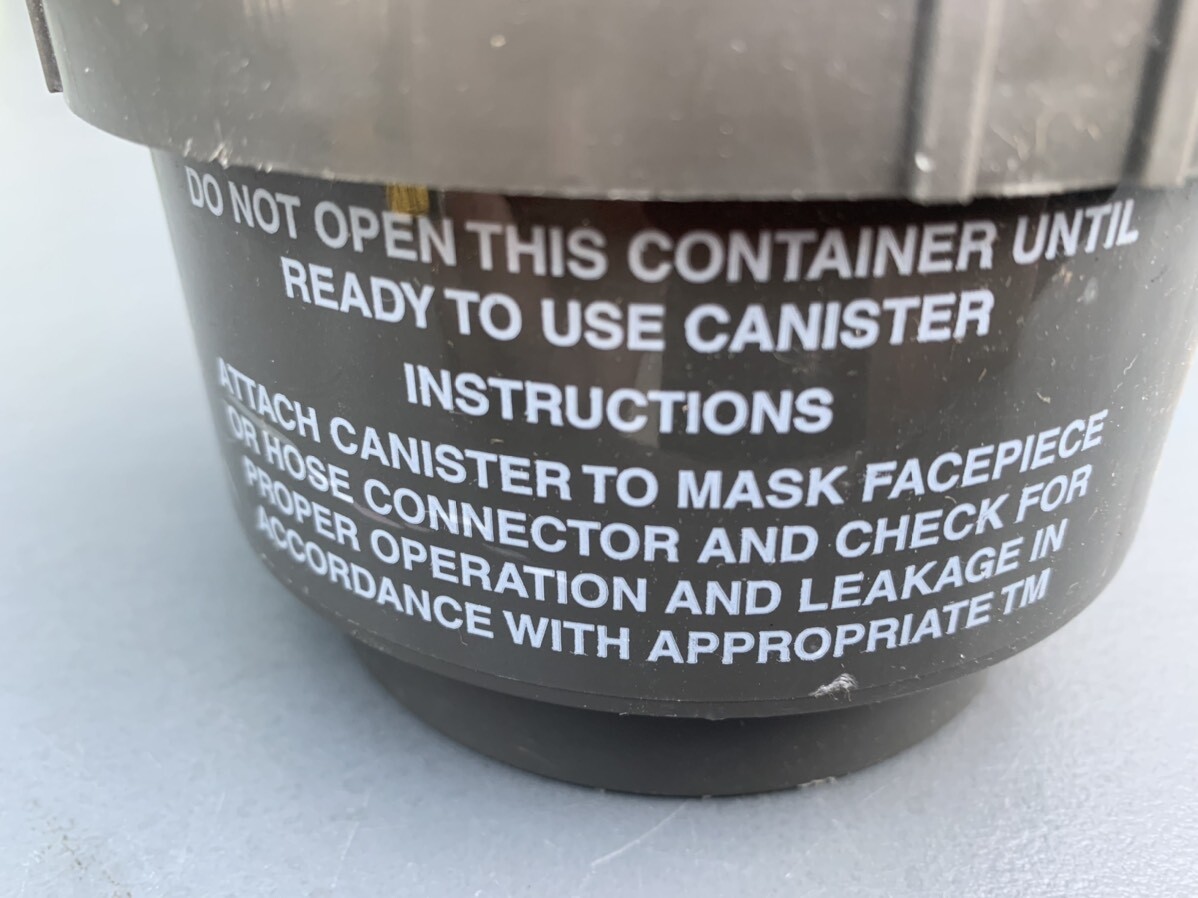 DO NOT OPEN THIS CONTAINER UNTIL
READY TO USE CANISTER
INSTRUCTIONS
ATTACH CANISTER TO MASK FACEPIECE
OR HOSE CONNECTOR AND CHECK FOR
PROPER OPERATION AND LEAKAGE IN
ACCORDANCE WITH APPROPRIATE TM